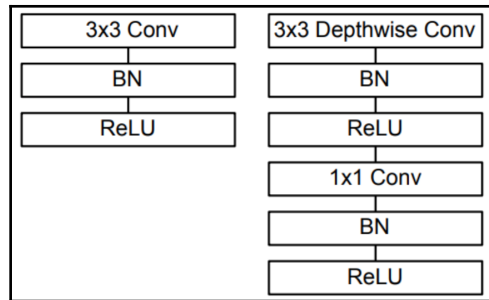 3x3 Conv
BN
ReLU
3x3 Depthwise Conv
BN
ReLU
1x1 Conv
BN
ReLU